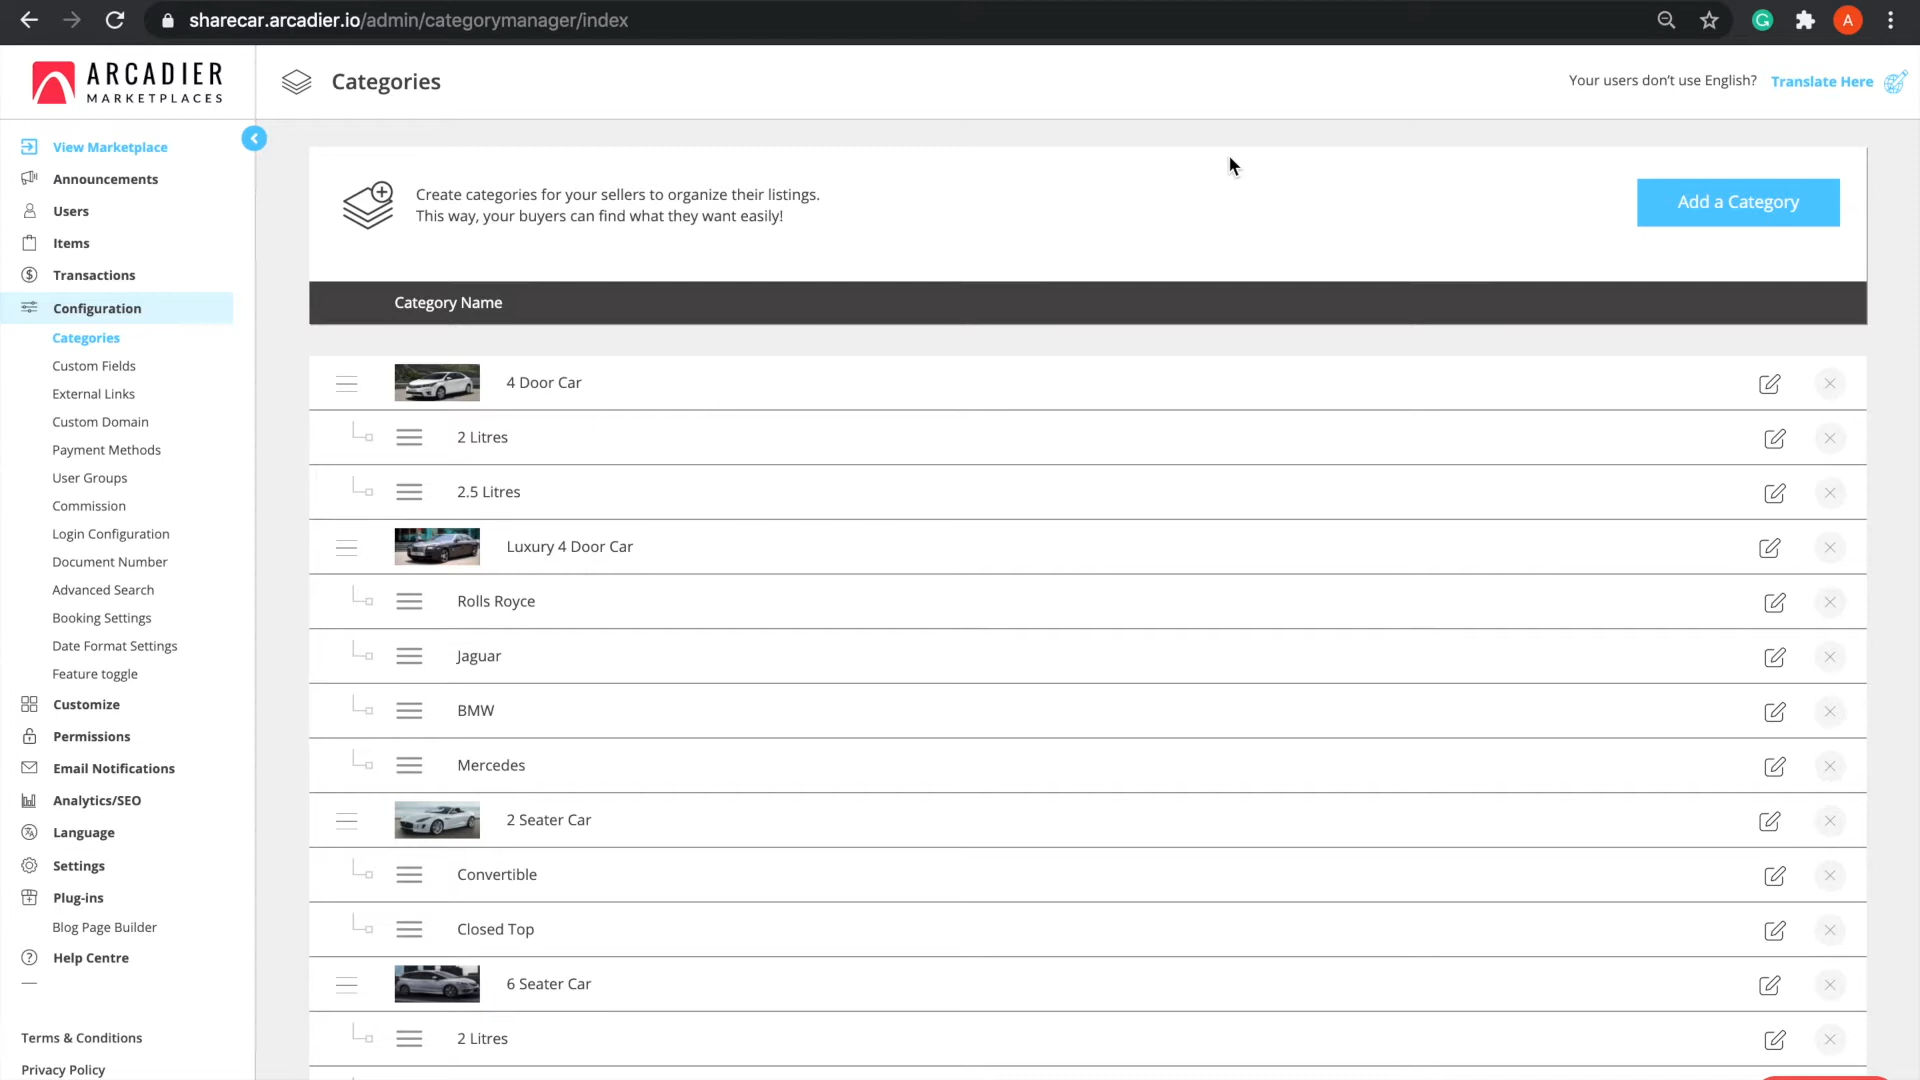 sharecar.arcadier.io/admin/categorymanager/index
A
ARCADIER
MARKETPLACES
Categories
Your users don't use English? Translate Here
View Marketplace
Announcements
Users
Items
Transactions
Configuration
Categories
Custom Fields
External Links
Custom Domain
Payment Methods
User Groups
Commission
Login Configuration
Document Number
Advanced Search
Booking Settings
Date Format Settings
Feature toggle
Customize
Permissions
Email Notifications
Analytics/SEO
Language
Settings
Plug-ins
Blog Page Builder
Help Centre
Terms & Conditions
Privacy Policy
Create categories for your sellers to organize their listings.
This way, your buyers can find what they want easily!
Add a Category
Category Name
4 Door Car
2 Litres
2.5 Litres
Luxury 4 Door Car
Rolls Royce
Jaguar
BMW
Mercedes
2 Seater Car
Convertible
Closed Top
6 Seater Car
2 Litres